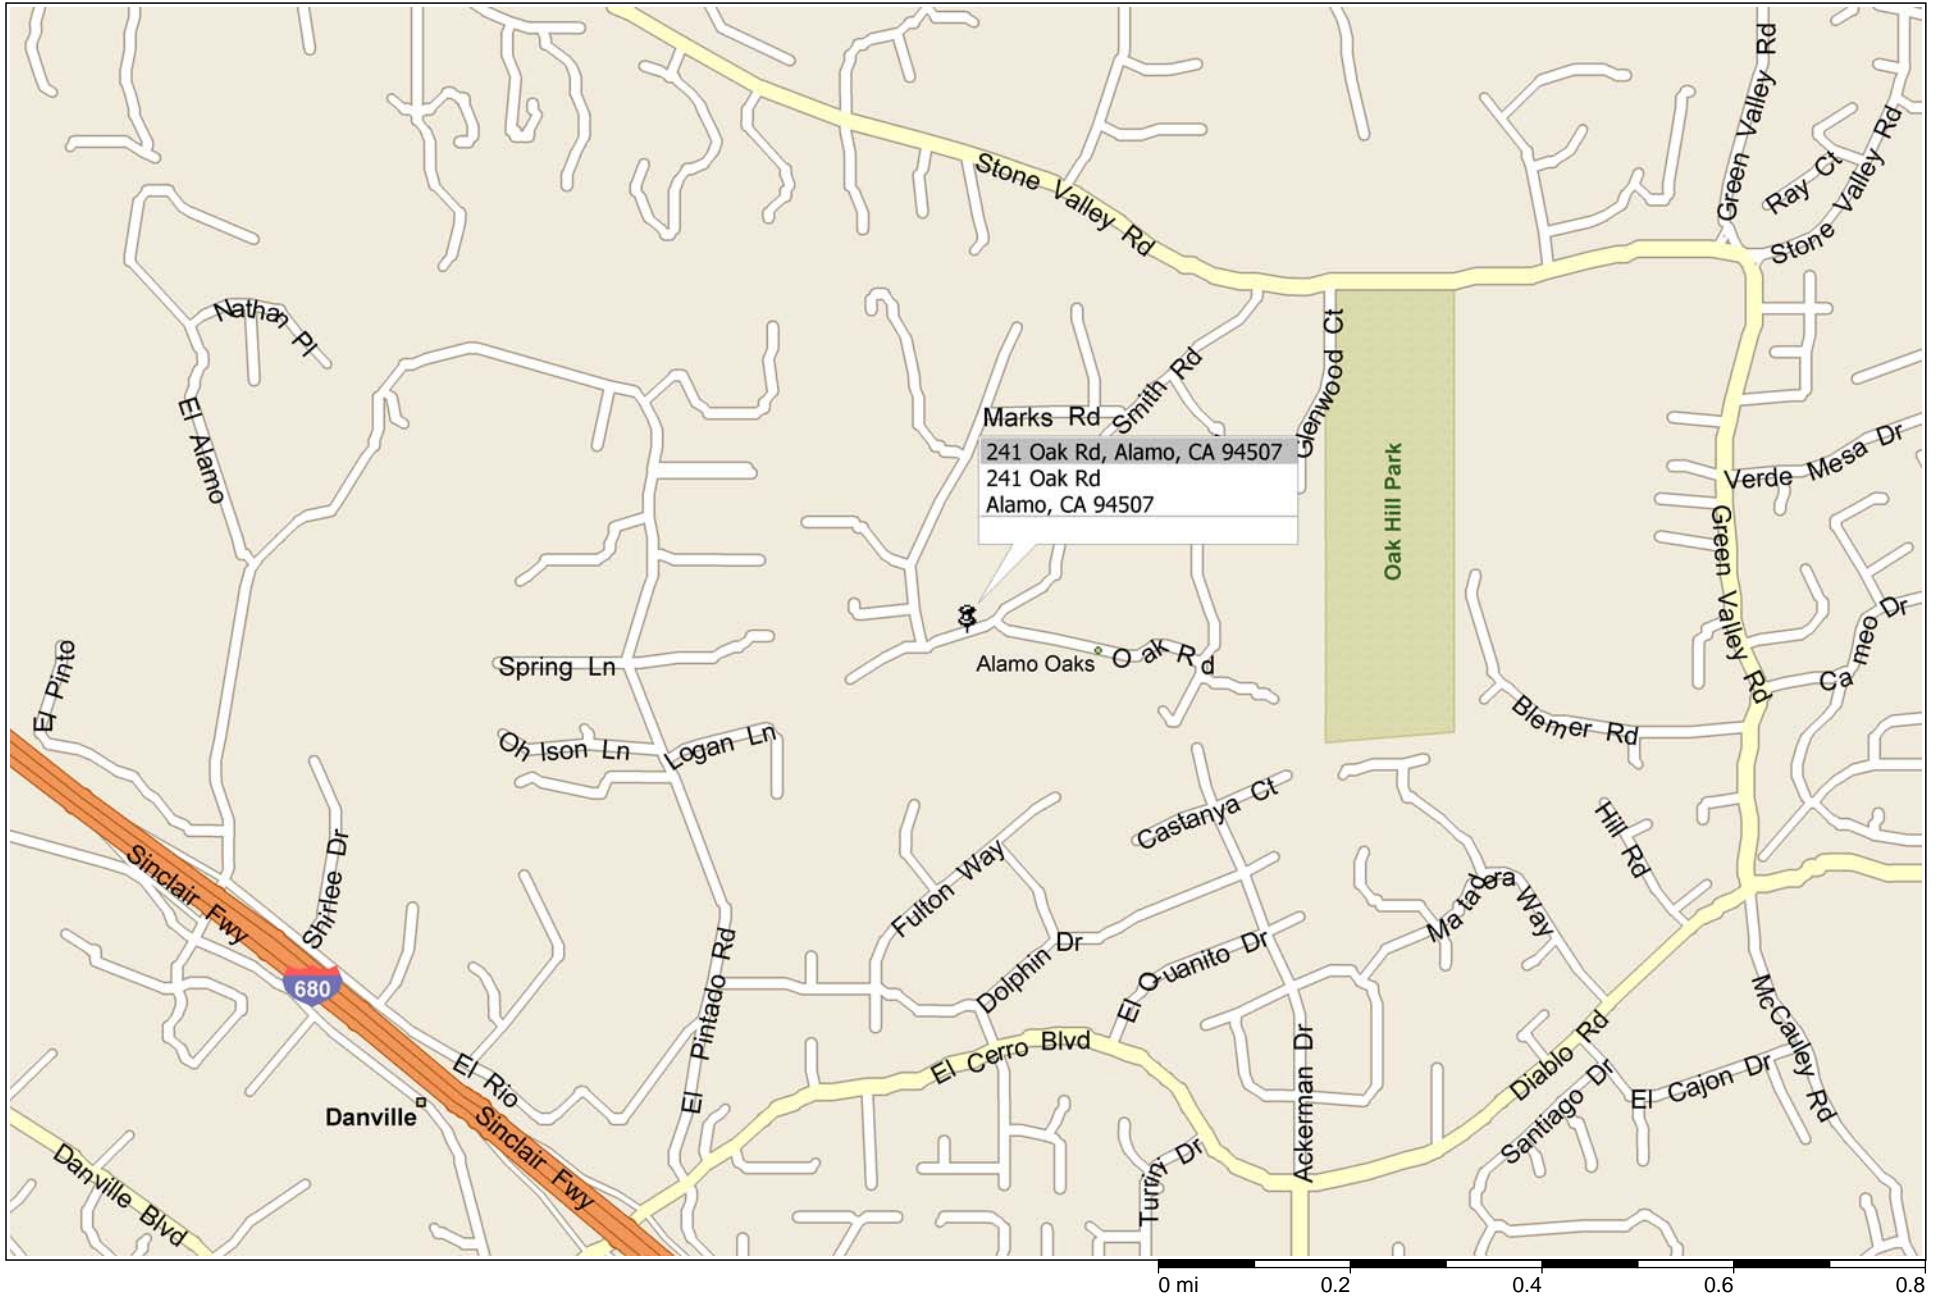 Stone Valley Rd
Green Valley Rd
Ray Ct
Stone Valley Rd
Nathan Pl
El Alamo
Marks Rd
Smith Rd
Glenwood Ct
241 Oak Rd, Alamo, CA 94507
241 Oak Rd
Alamo, CA 94507
Oak Hill Park
Verde Mesa Dr
Green Valley Rd
Cameo Dr
El Pinto
Spring Ln
Alamo Oaks
Oak Rd
Ohlson Ln
Logan Ln
Blemer Rd
Castanya Ct
Hill Rd
Sinclair Fwy
Shirlee Dr
Fulton Way
Matadora Way
Dolphin Dr
El Quanito Dr
680
El Pintado Rd
McCauley Rd
El Cerro Blvd
Ackerman Dr
Diablo Rd
El Rio
Danville
El Cajon Dr
Santiago Dr
Sinclair Fwy
Turrini Dr
Danville Blvd
0 mi 0.2 0.4 0.6 0.8